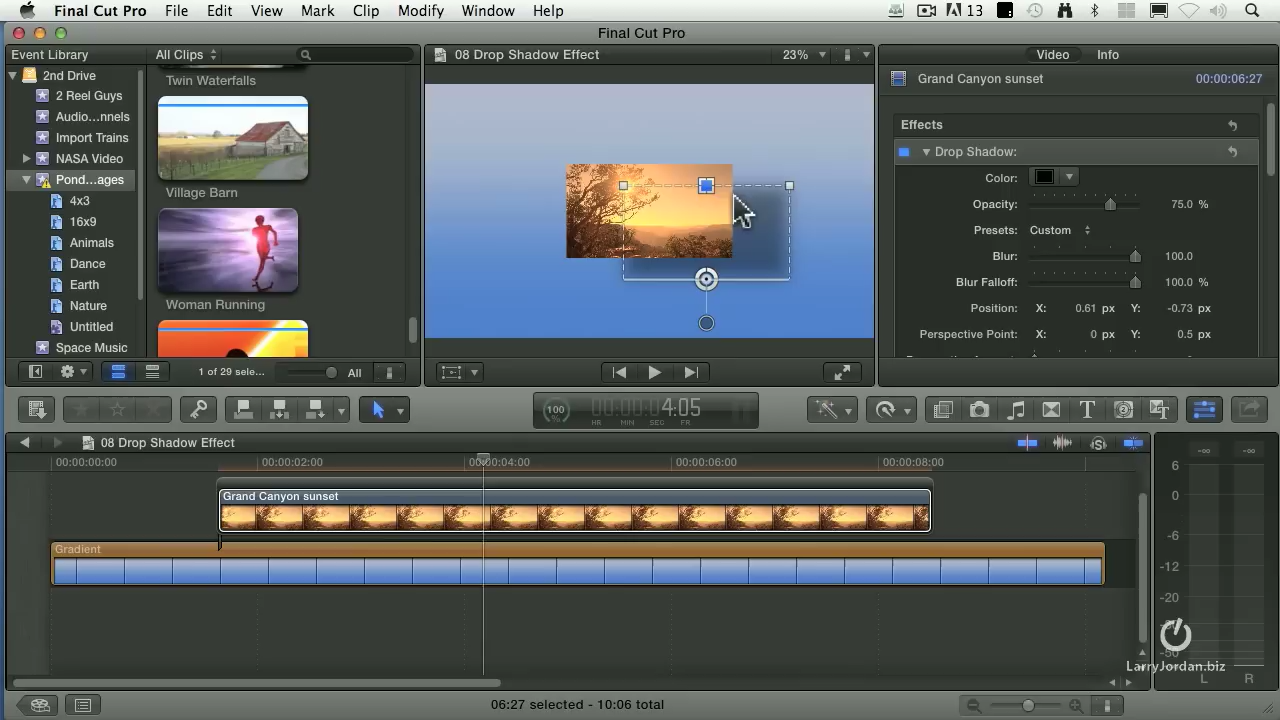 Final Cut Pro File Edit View Mark Clip Modify Window Help 13
Final Cut Pro
Event Library All Clips
2nd Drive
2 Reel Guys
Audio…nnels
Import Trains
NASA Video
Pond…ages
4x3
16x9
Animals
Dance
Earth
Nature
Untitled
Space Music
Twin Waterfalls
Village Barn
Woman Running
1 of 29 sele... All
08 Drop Shadow Effect 23%
Video Info
Grand Canyon sunset 00:00:06:27
Effects
Drop Shadow:
Color:
Opacity: 75.0 %
Presets: Custom
Blur: 100.0
Blur Falloff: 100.0 %
Position: X: 0.61 px Y: -0.73 px
Perspective Point: X: 0 px Y: 0.5 px
100 00:00:04:05
HR MIN SEC FR
08 Drop Shadow Effect
00:00:00:00 00:00:02:00 00:00:04:00 00:00:06:00 00:00:08:00
Grand Canyon sunset
Gradient
-∞ -∞
6
0
-6
-12
-20
-50
L R
LarryJordan.biz
06:27 selected - 10:06 total